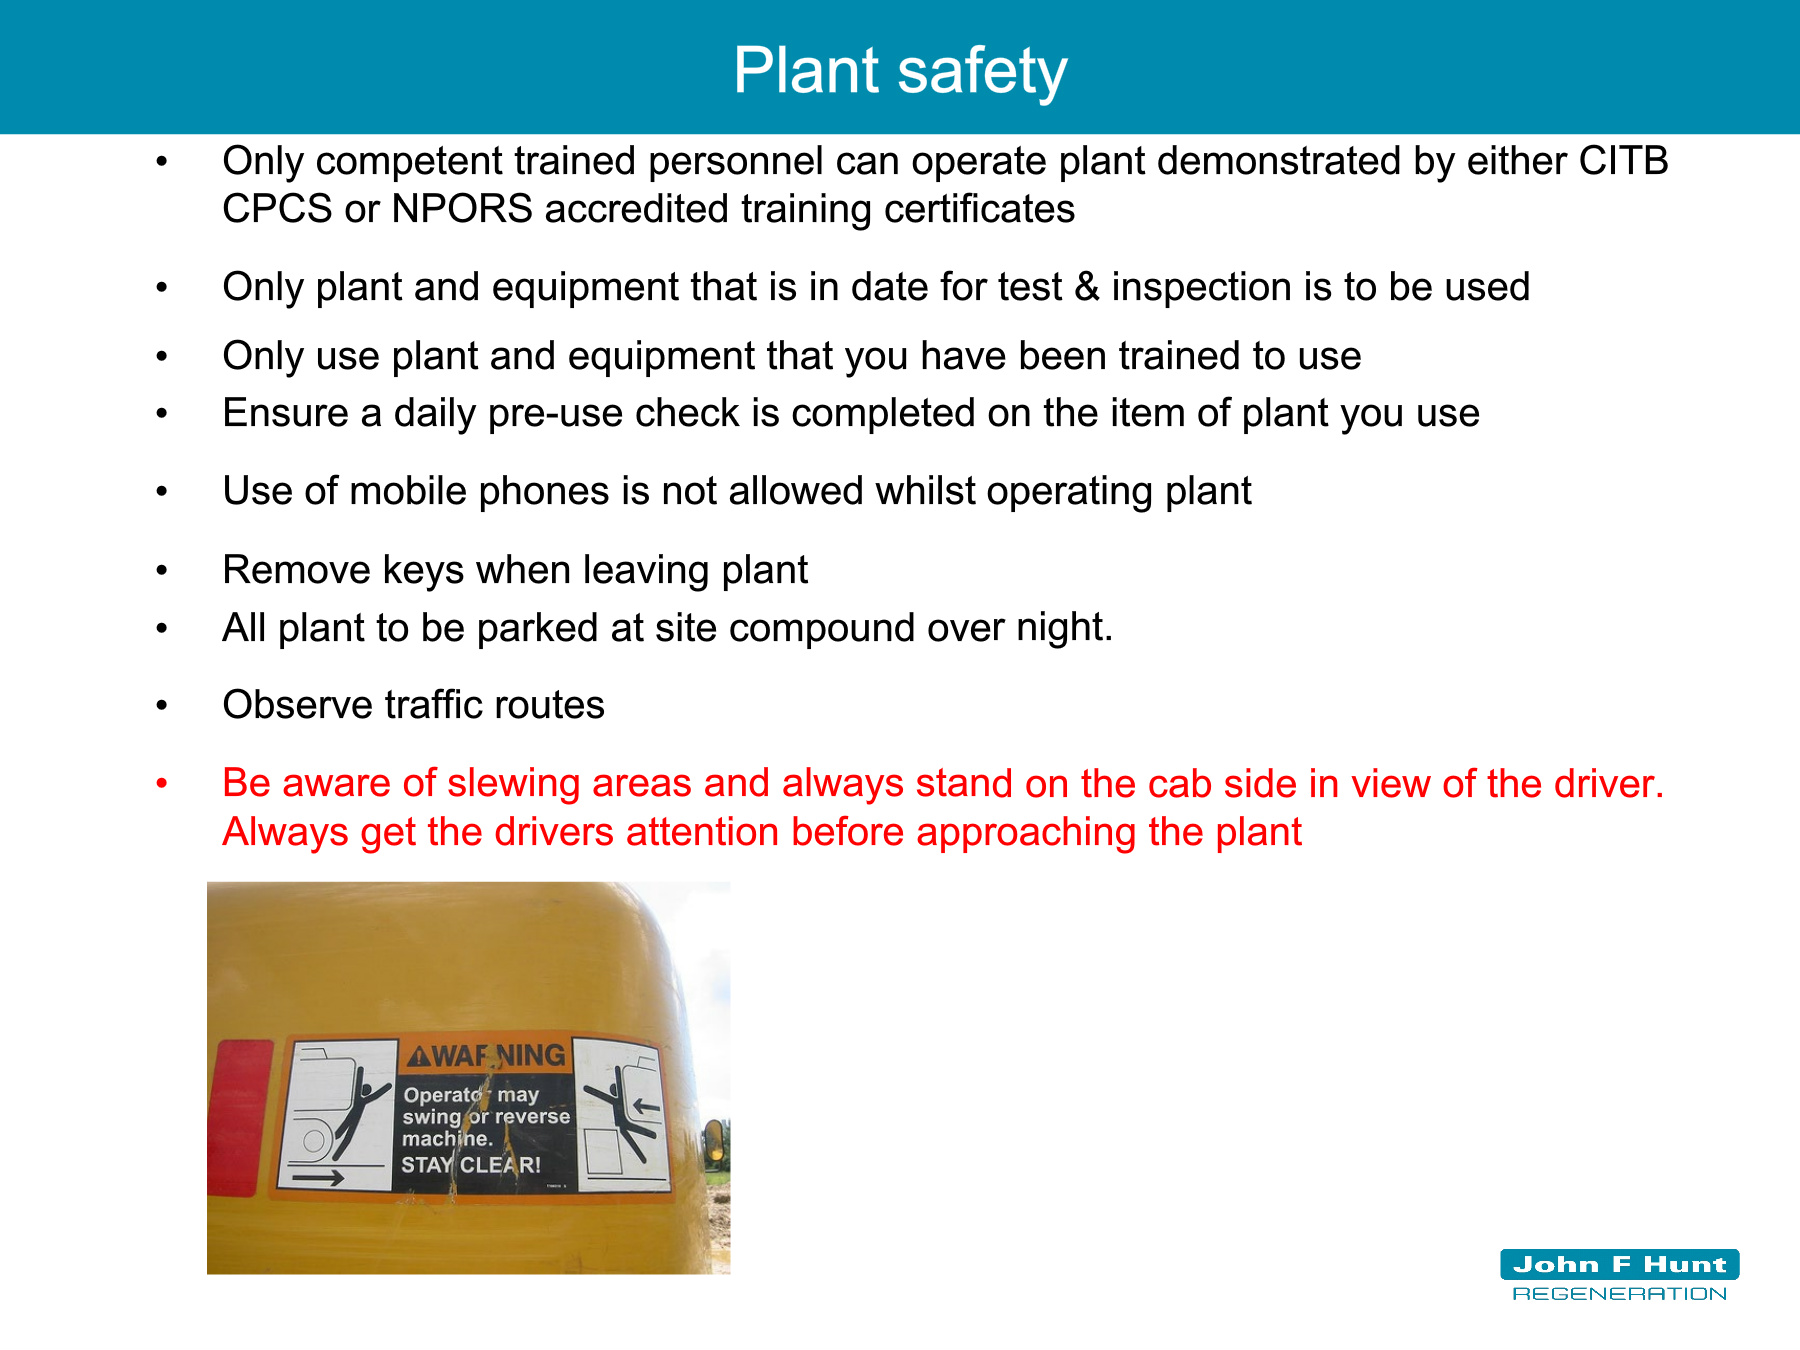 Plant safety
• Only competent trained personnel can operate plant demonstrated by either CITB
CPCS or NPORS accredited training certificates
• Only plant and equipment that is in date for test & inspection is to be used
• Only use plant and equipment that you have been trained to use
• Ensure a daily pre-use check is completed on the item of plant you use
• Use of mobile phones is not allowed whilst operating plant
• Remove keys when leaving plant
• All plant to be parked at site compound over night.
• Observe traffic routes
• Be aware of slewing areas and always stand on the cab side in view of the driver.
Always get the drivers attention before approaching the plant
WARNING
Operator may
swing or reverse
machine.
STAY CLEAR!
John F Hunt
REGENERATION